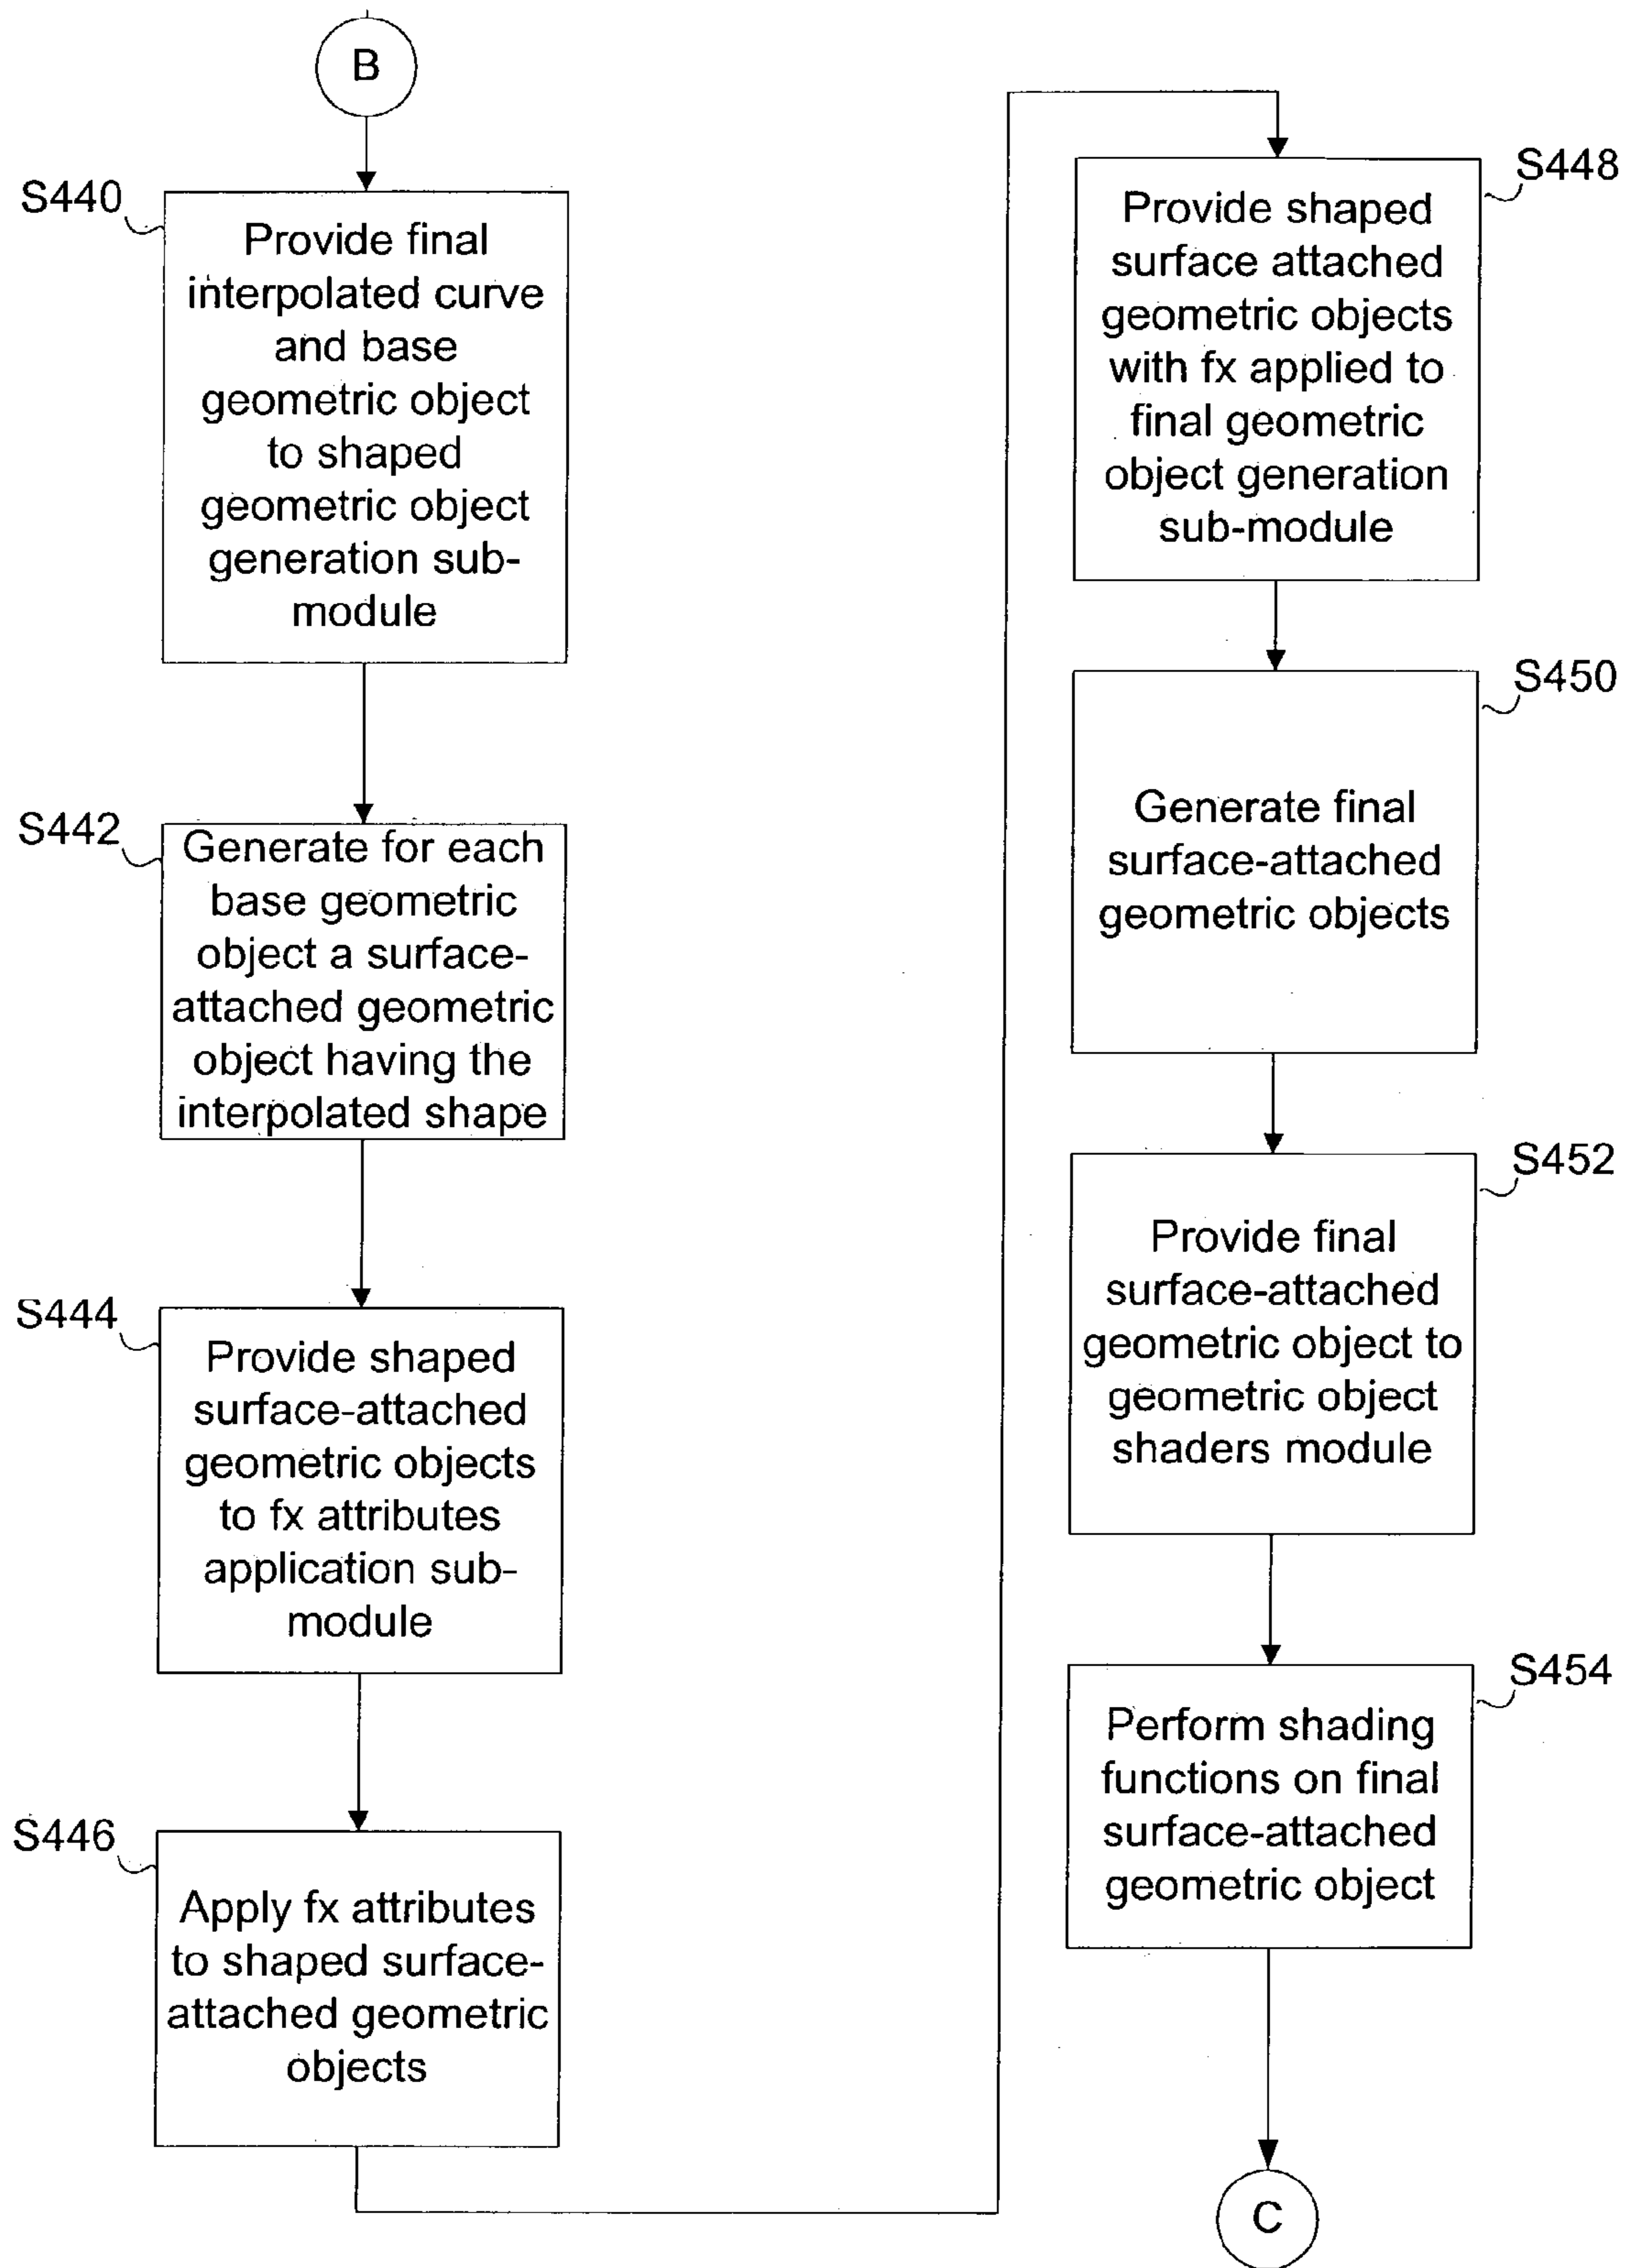 B
S440
Provide final
interpolated curve
and base
geometric object
to shaped
geometric object
generation sub-
module
S442
Generate for each
base geometric
object a surface-
attached geometric
object having the
interpolated shape
S444
Provide shaped
surface-attached
geometric objects
to fx attributes
application sub-
module
S446
Apply fx attributes
to shaped surface-
attached geometric
objects
S448
Provide shaped
surface attached
geometric objects
with fx applied to
final geometric
object generation
sub-module
S450
Generate final
surface-attached
geometric objects
S452
Provide final
surface-attached
geometric object to
geometric object
shaders module
S454
Perform shading
functions on final
surface-attached
geometric object
C